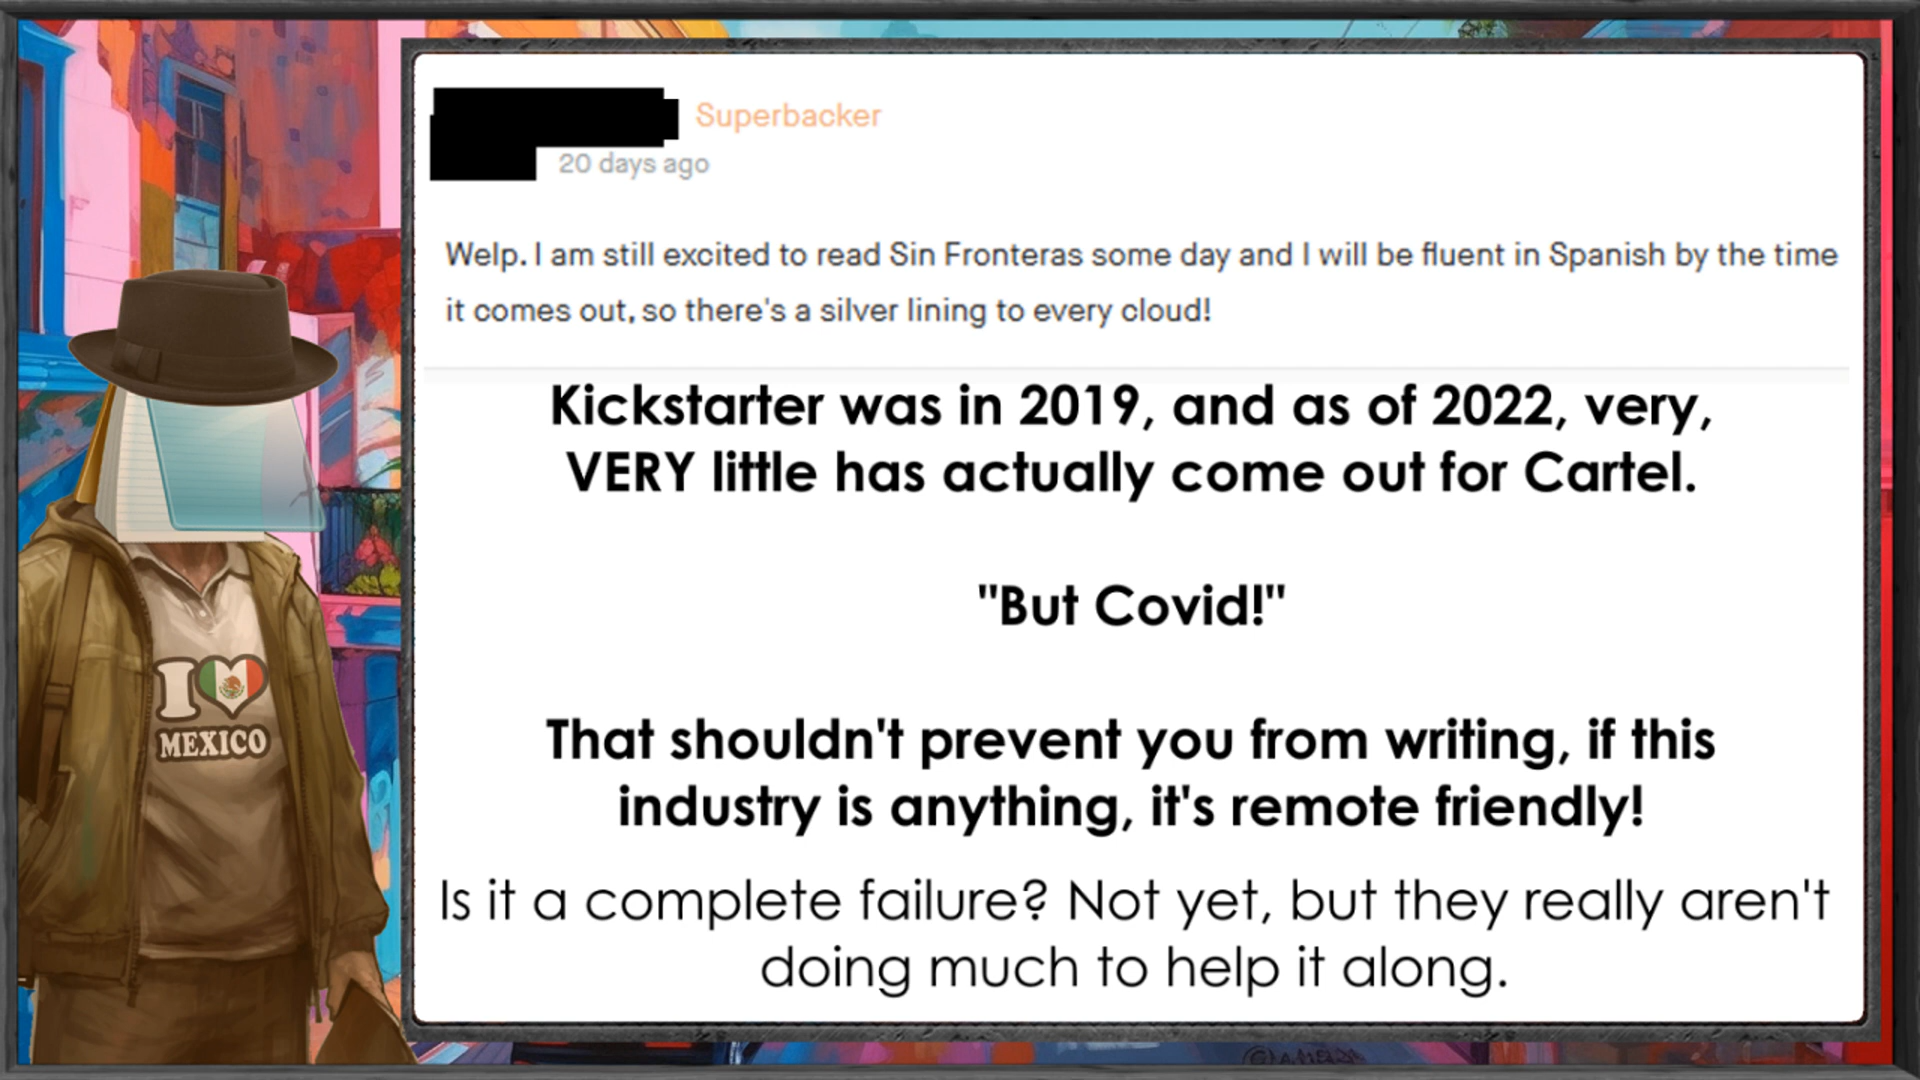 Superbacker
20 days ago
Welp. I am still excited to read Sin Fronteras some day and I will be fluent in Spanish by the time
it comes out, so there's a silver lining to every cloud!
Kickstarter was in 2019, and as of 2022, very,
VERY little has actually come out for Cartel.
"But Covid!"
That shouldn't prevent you from writing, if this
industry is anything, it's remote friendly!
Is it a complete failure? Not yet, but they really aren't
doing much to help it along.
I
MEXICO